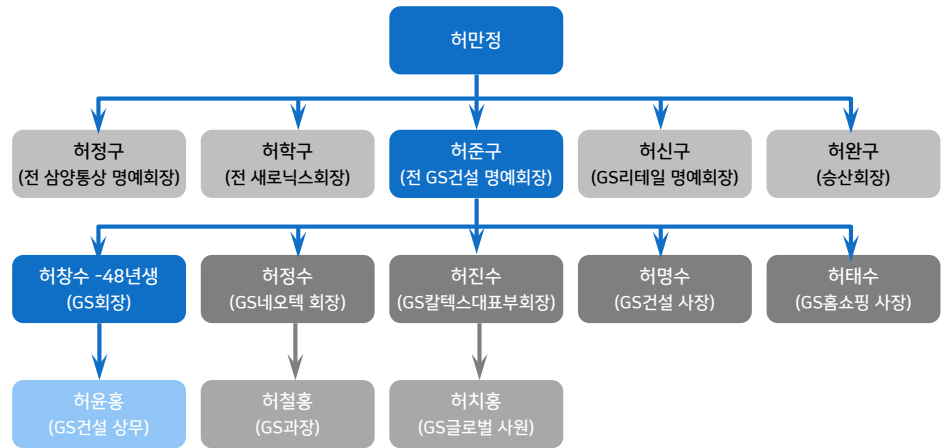 허만정
허정구
(전 삼양통상 명예회장)
허학구
(전 새로닉스회장)
허준구
(전 GS건설 명예회장)
허신구
(GS리테일 명예회장)
허완구
(승산회장)
허창수 -48년생
(GS회장)
허정수
(GS네오텍 회장)
허진수
(GS칼텍스대표부회장)
허명수
(GS건설 사장)
허태수
(GS홈쇼핑 사장)
허윤홍
(GS건설 상무)
허철홍
(GS과장)
허치홍
(GS글로벌 사원)